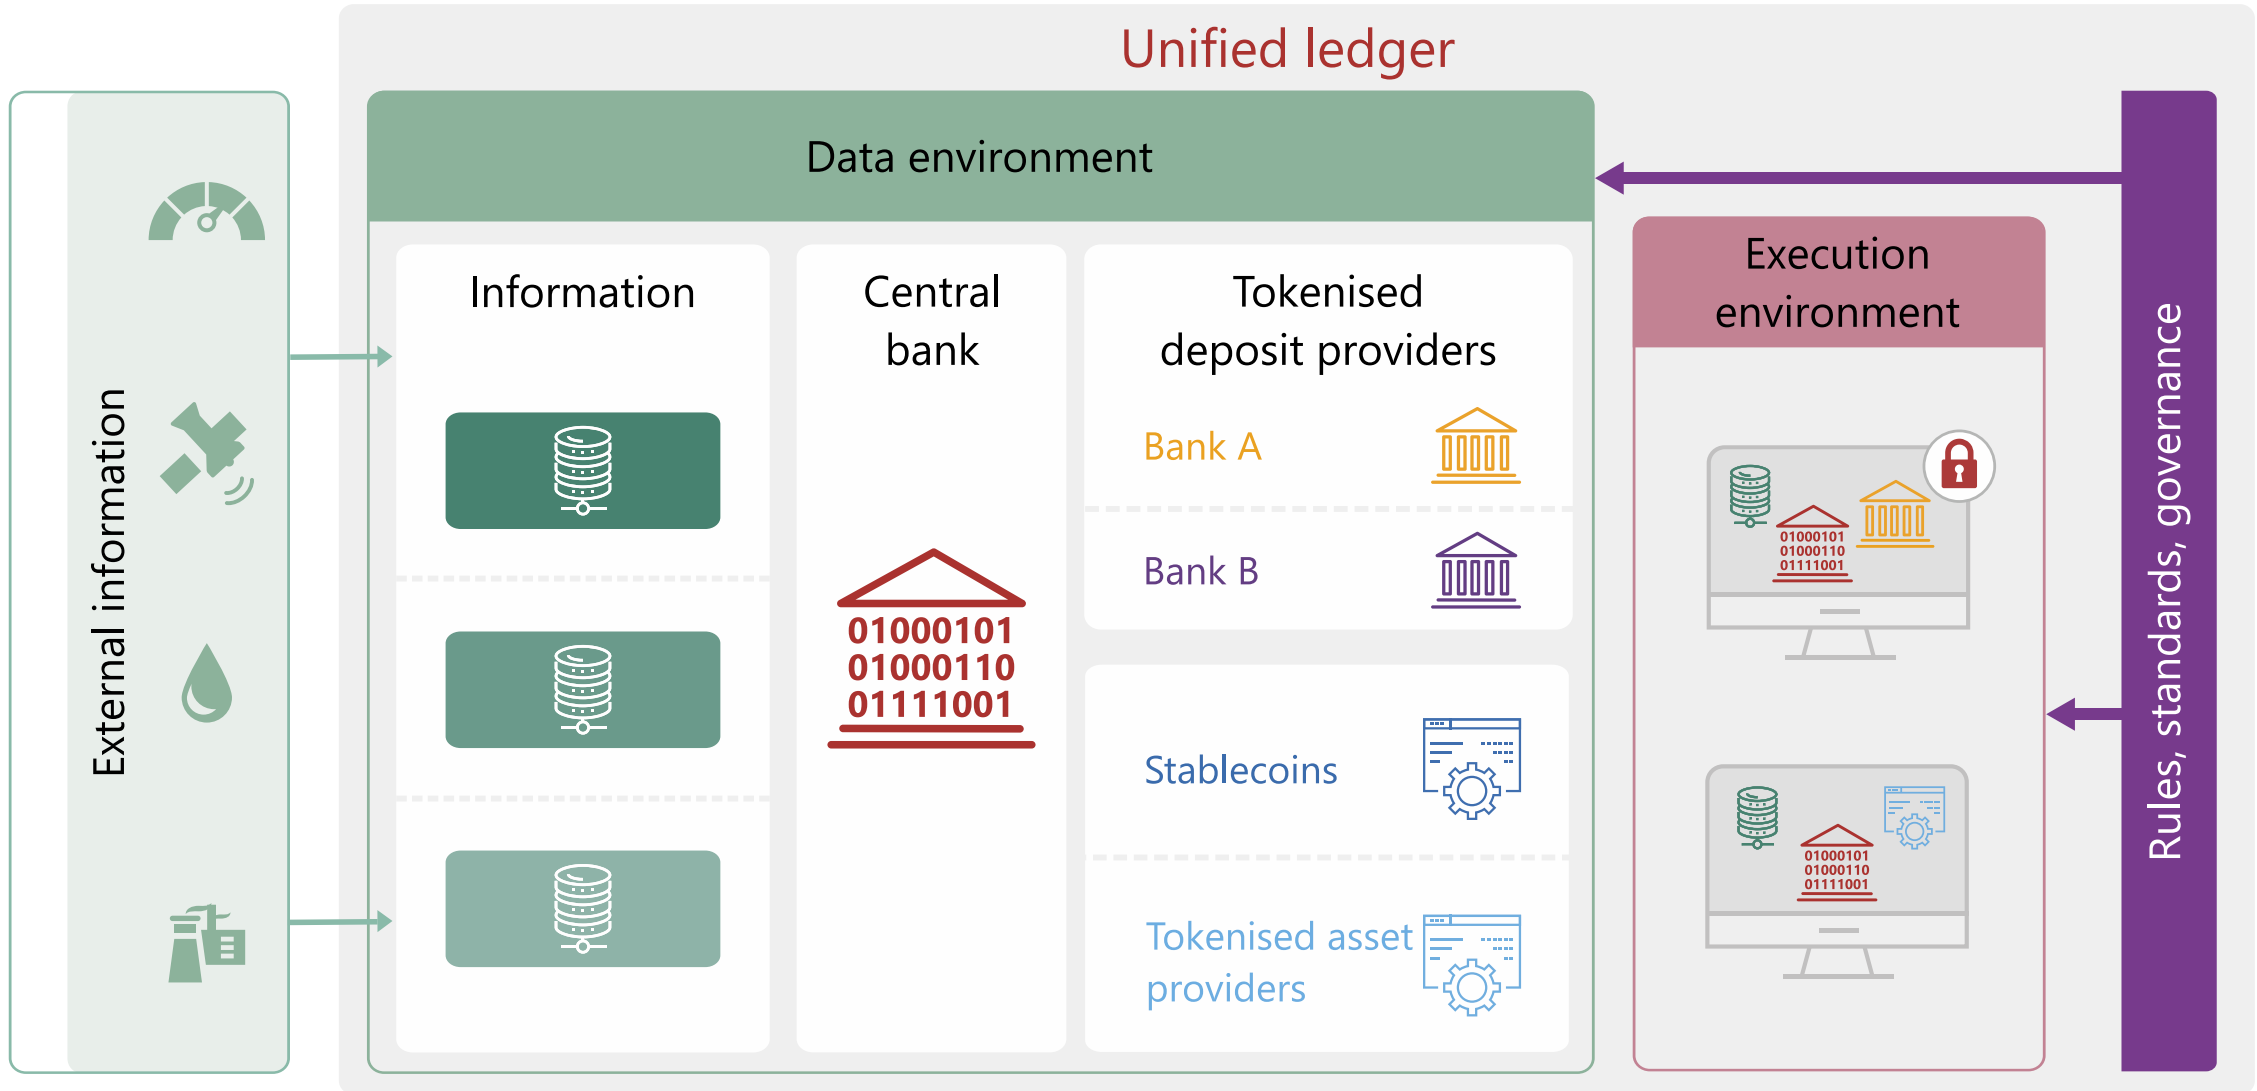 Unified ledger
External information
Data environment
Information
Central
bank
01000101
01000110
01111001
Tokenised
deposit providers
Bank A
Bank B
Stablecoins
Tokenised asset
providers
Execution
environment
01000101
01000110
01111001
01000101
01000110
01111001
Rules, standards, governance